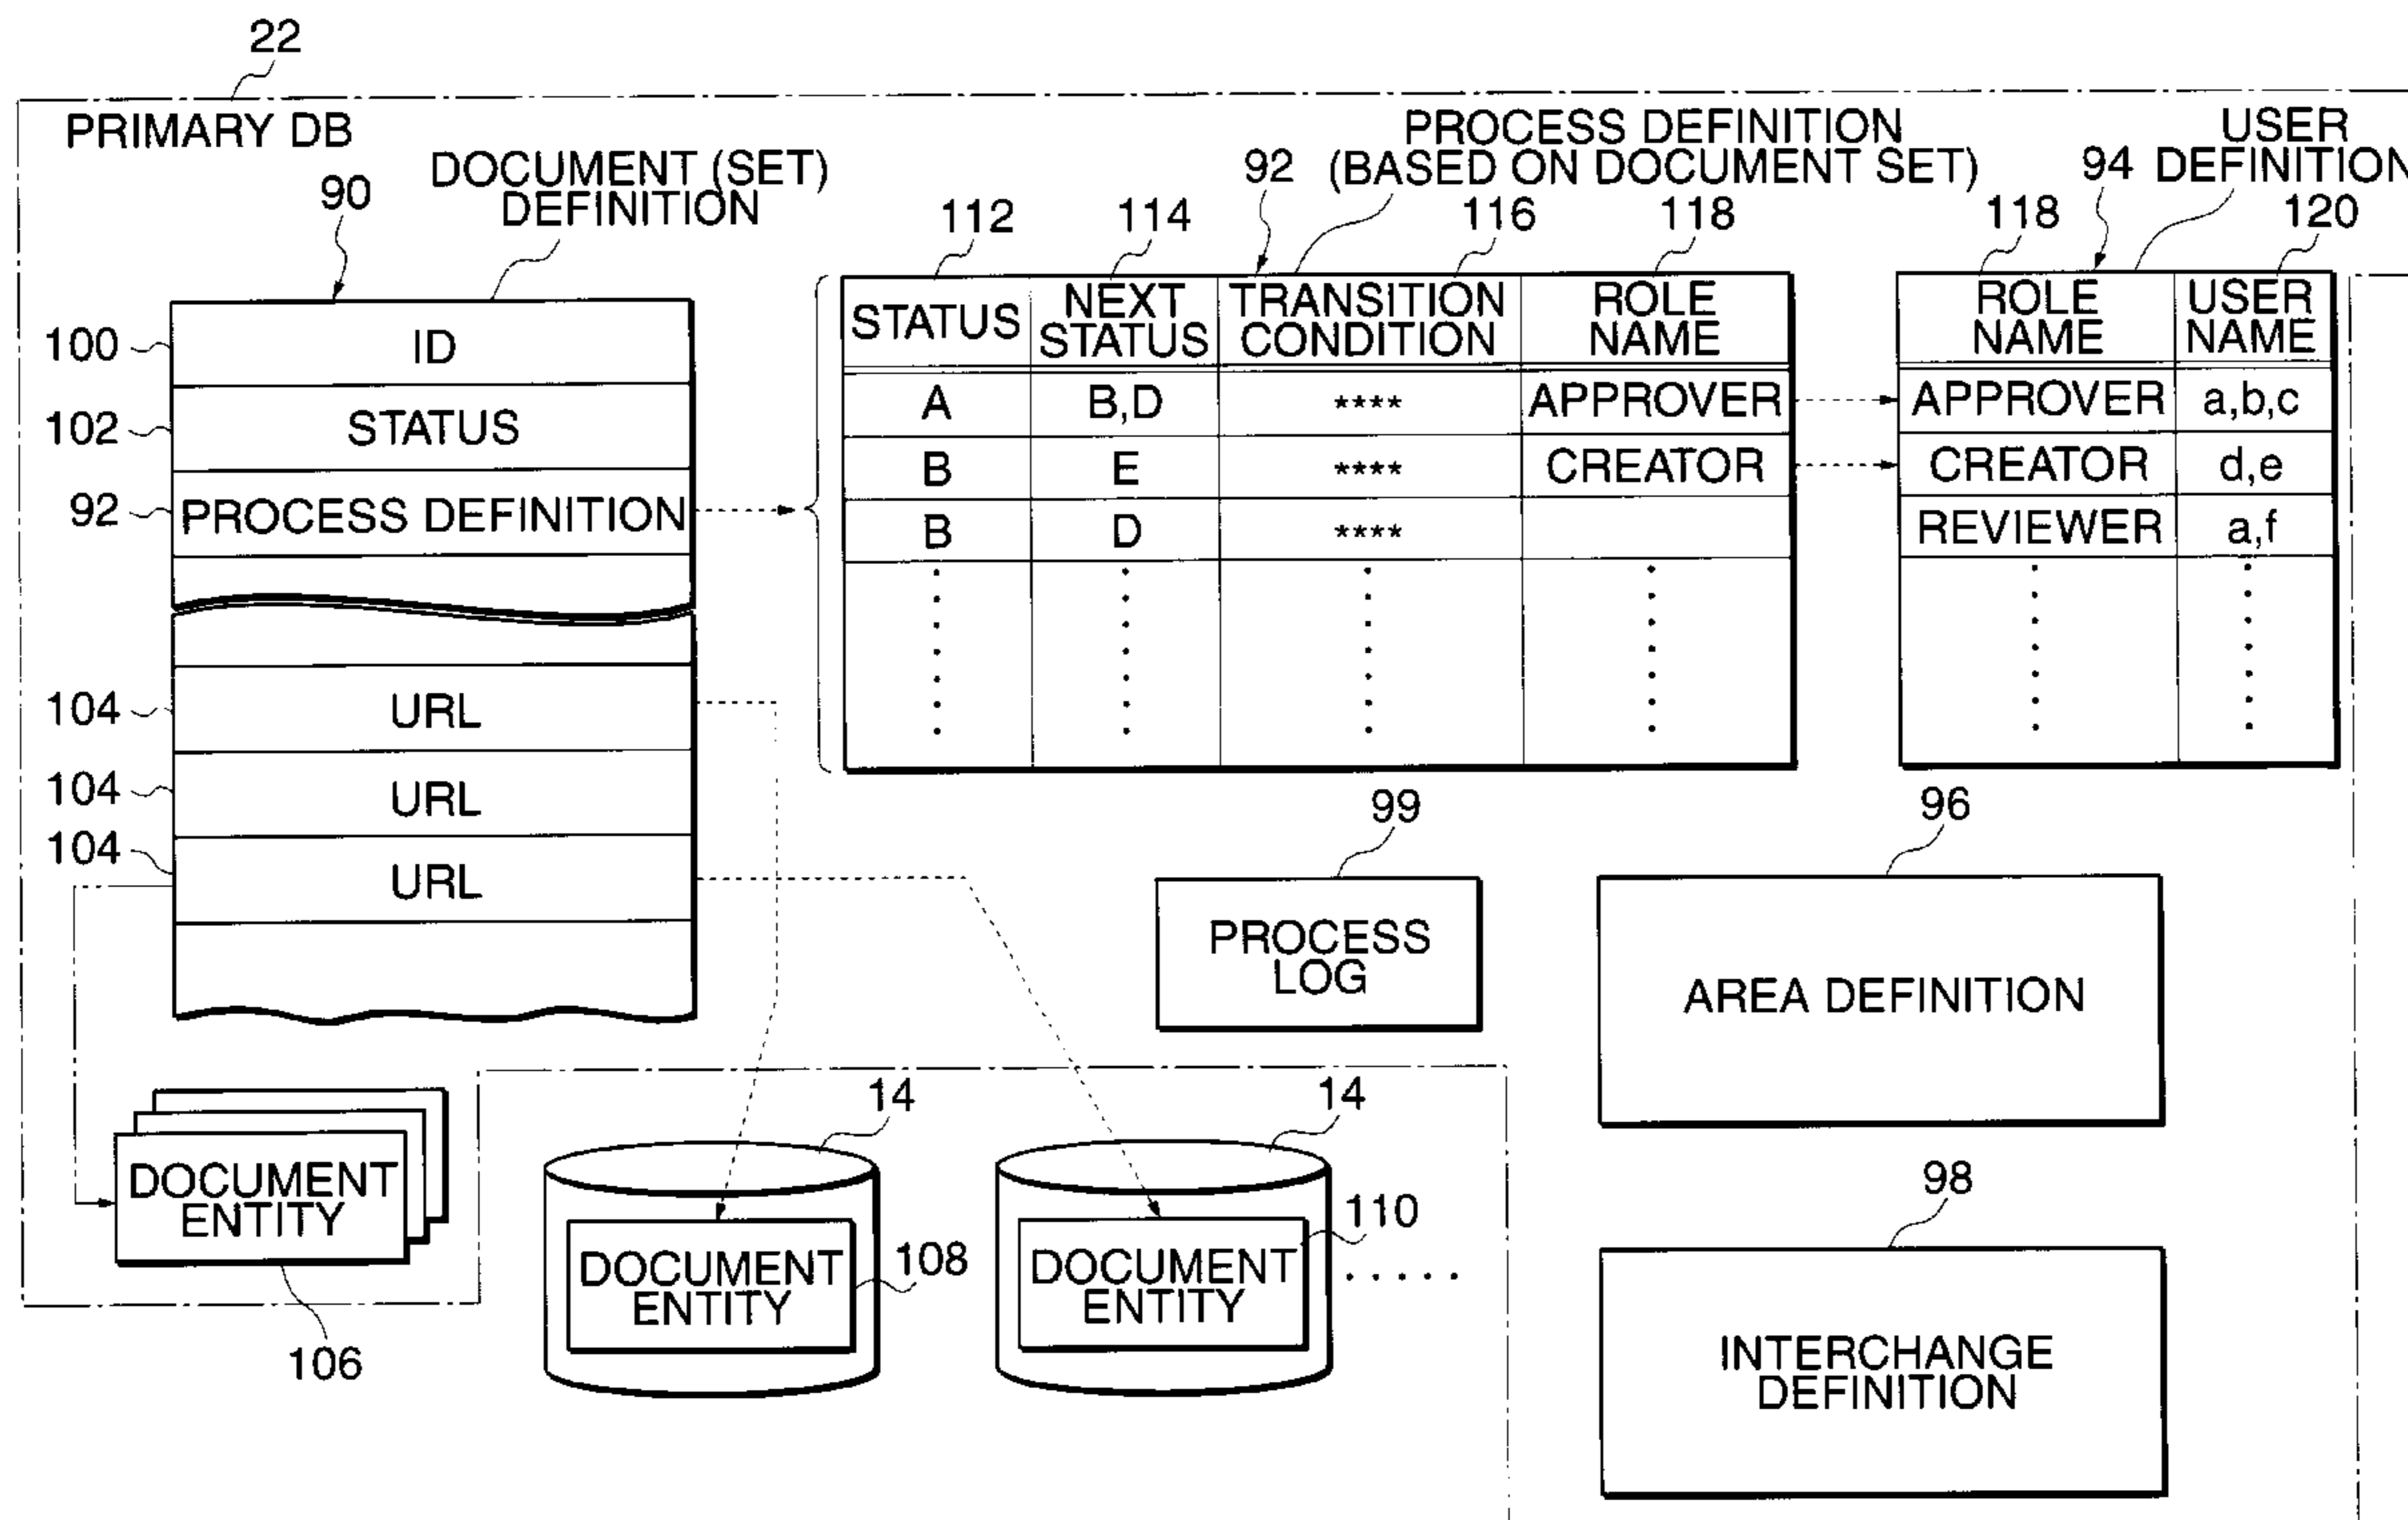 22
PRIMARY DB
90
DOCUMENT (SET)
DEFINITION
PROCESS DEFINITION
92 (BASED ON DOCUMENT SET)
USER
94 DEFINITION
112
114
116
118
118
120
100
ID
102
STATUS
92
PROCESS DEFINITION
104
URL
104
URL
104
URL
STATUS
NEXT
STATUS
TRANSITION
CONDITION
ROLE
NAME
A B,D **** APPROVER
B E **** CREATOR
B D ****
ROLE
NAME
USER
NAME
APPROVER a,b,c
CREATOR d,e
REVIEWER a,f
99
PROCESS
LOG
96
AREA DEFINITION
DOCUMENT
ENTITY
106
14
DOCUMENT
ENTITY
108
14
DOCUMENT
ENTITY
110
.....
98
INTERCHANGE
DEFINITION